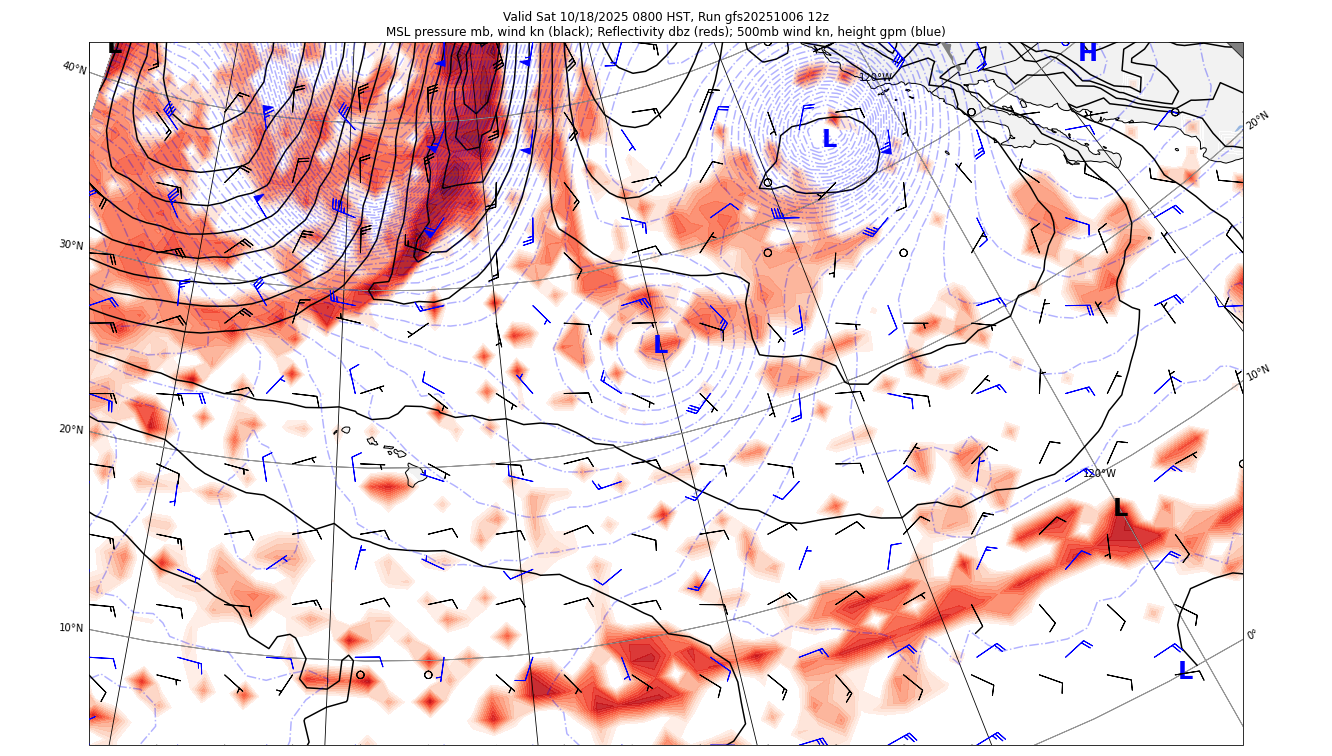 Valid Sat 10/18/2025 0800 HST, Run gfs20251006 12z
MSL pressure mb, wind kn (black); Reflectivity dbz (reds); 500mb wind kn, height gpm (blue)
L
H
40°N
120°W
20°N
L
30°N
L
10°N
20°N
120°W
L
10°N
0°
L